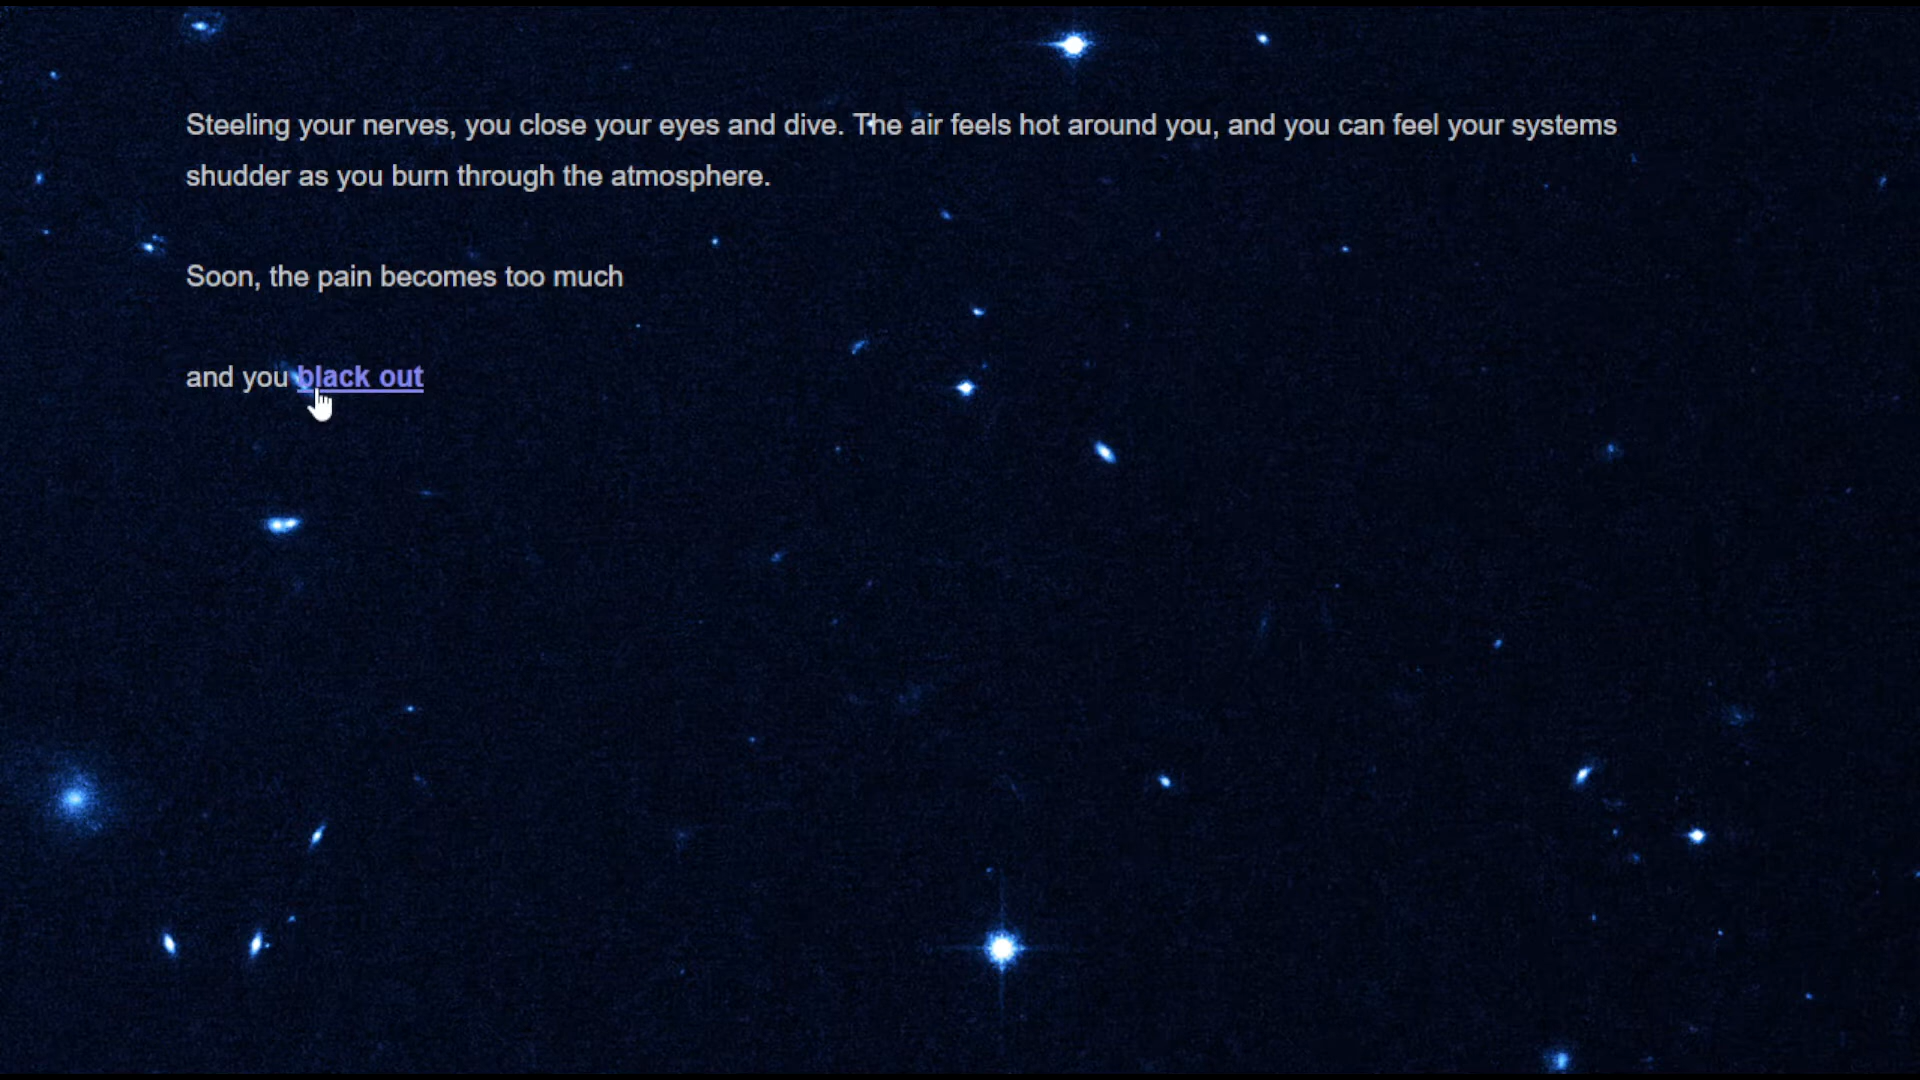 Steeling your nerves, you close your eyes and dive. The air feels hot around you, and you can feel your systems
shudder as you burn through the atmosphere.
Soon, the pain becomes too much
and you black out